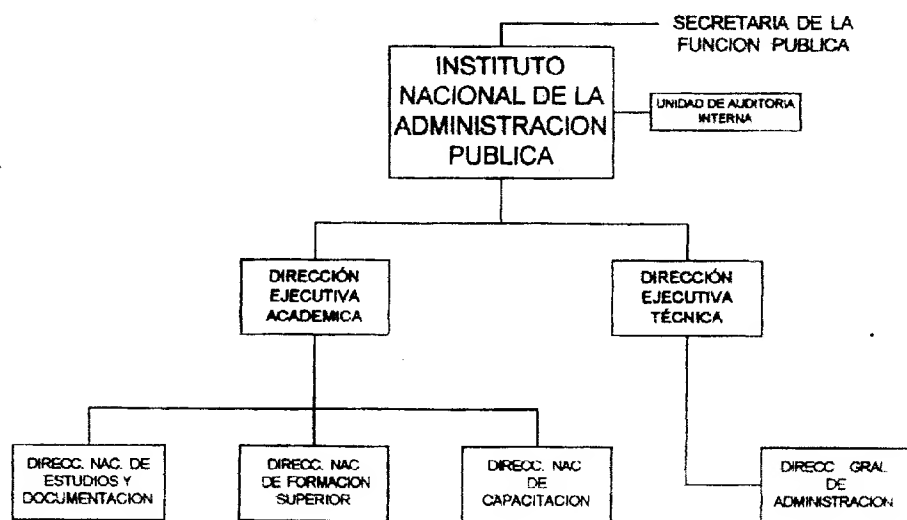 SECRETARIA DE LA
FUNCION PUBLICA
INSTITUTO
NACIONAL DE LA
ADMINISTRACION
PUBLICA
UNIDAD DE AUDITORIA
INTERNA
DIRECCIÓN
EJECUTIVA
ACADEMICA
DIRECCIÓN
EJECUTIVA
TÉCNICA
DIRECC. NAC. DE
ESTUDIOS Y
DOCUMENTACION
DIRECC. NAC
DE FORMACION
SUPERIOR
DIRECC. NAC
DE
CAPACITACION
DIRECC GRAL
DE
ADMINISTRACION